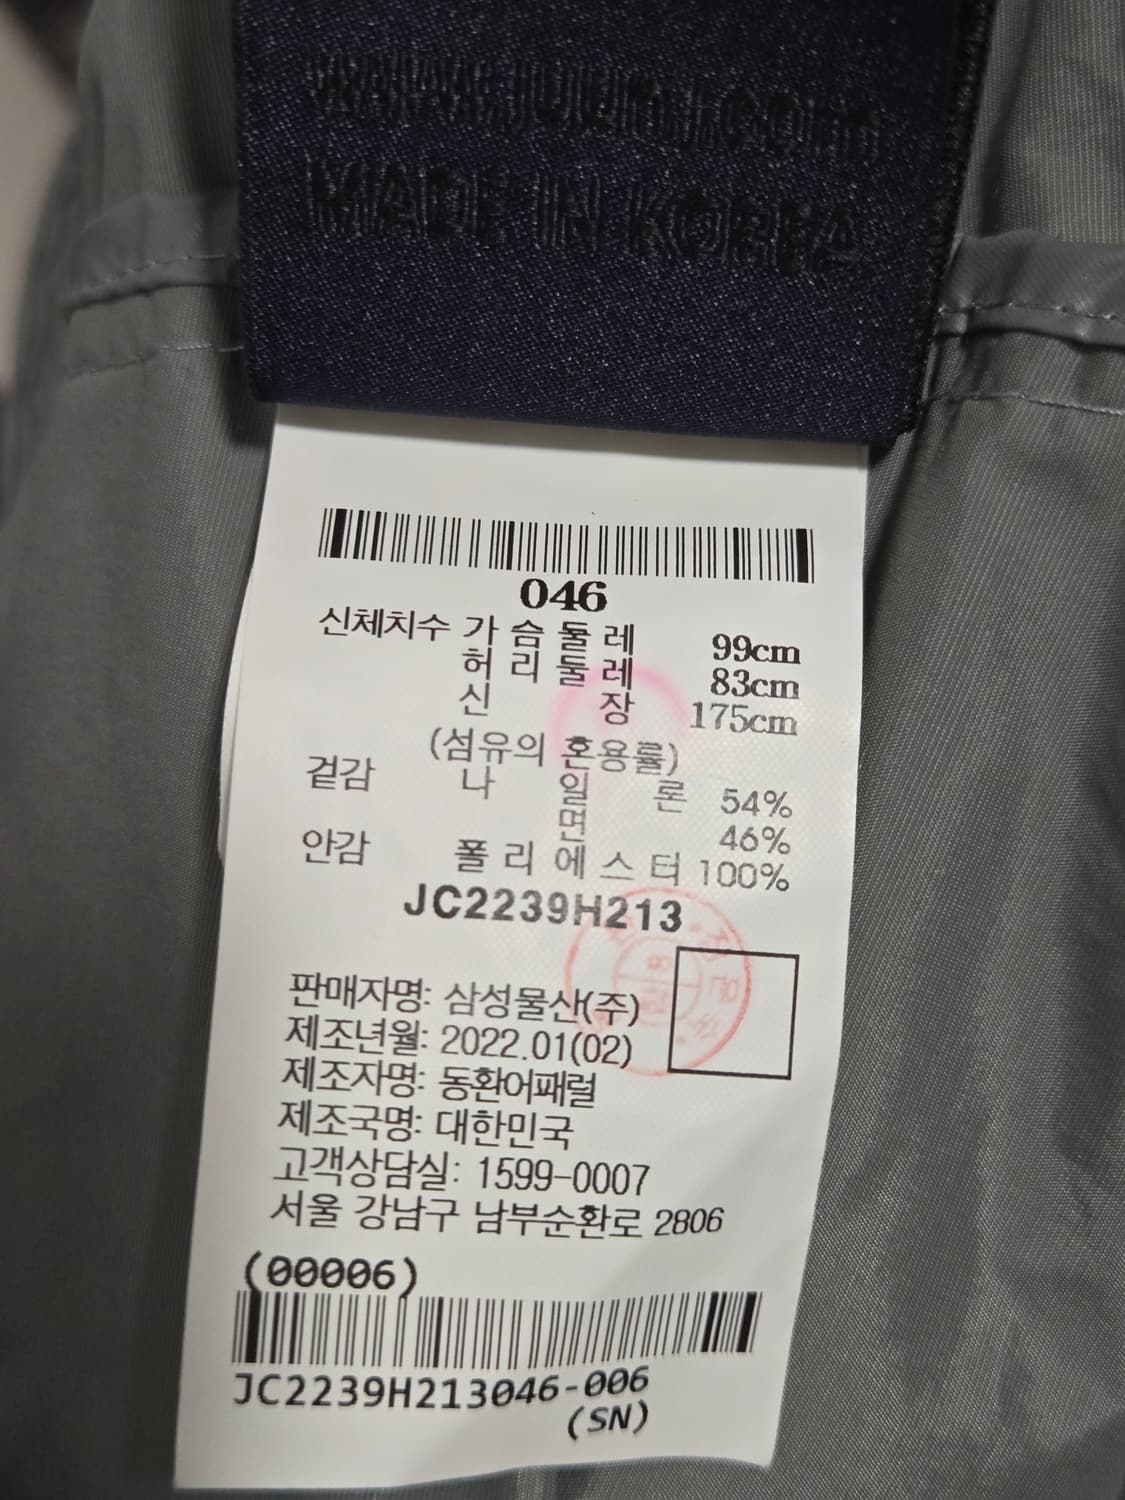 www.juunj.com
MADE IN KOREA
046
신체치수 가슴둘레 99cm
허리둘레 83cm
신 장 175cm
(섬유의 혼용률)
겉감 나 일 론 54%
면 46%
안감 폴리에스터 100%
JC2239H213
판매자명: 삼성물산(주)
제조년월: 2022.01(02)
제조자명: 동환어패럴
제조국명: 대한민국
고객상담실: 1599-0007
서울 강남구 남부순환로 2806
(00006)
JC2239H213046-006
(SN)